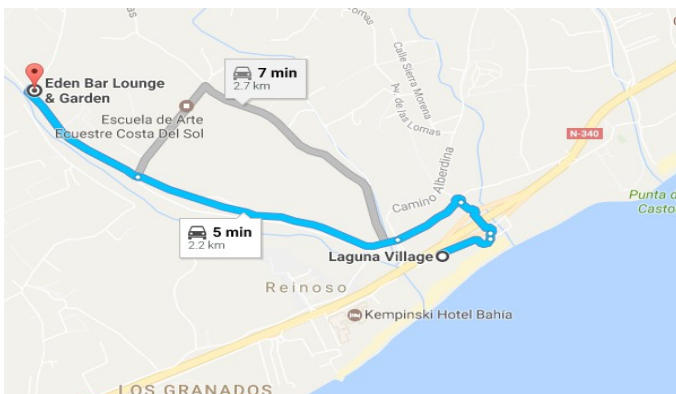 Eden Bar Lounge
& Garden
7 min
2.7 km
Calle Sierra Morena
Av. de las Lomas
Escuela de Arte
Ecuestre Costa Del Sol
N-340
Camino Alberdina
Punta d
Casto
5 min
2.2 km
Laguna Village
Reinoso
Kempinski Hotel Bahía
LOS GRANADOS